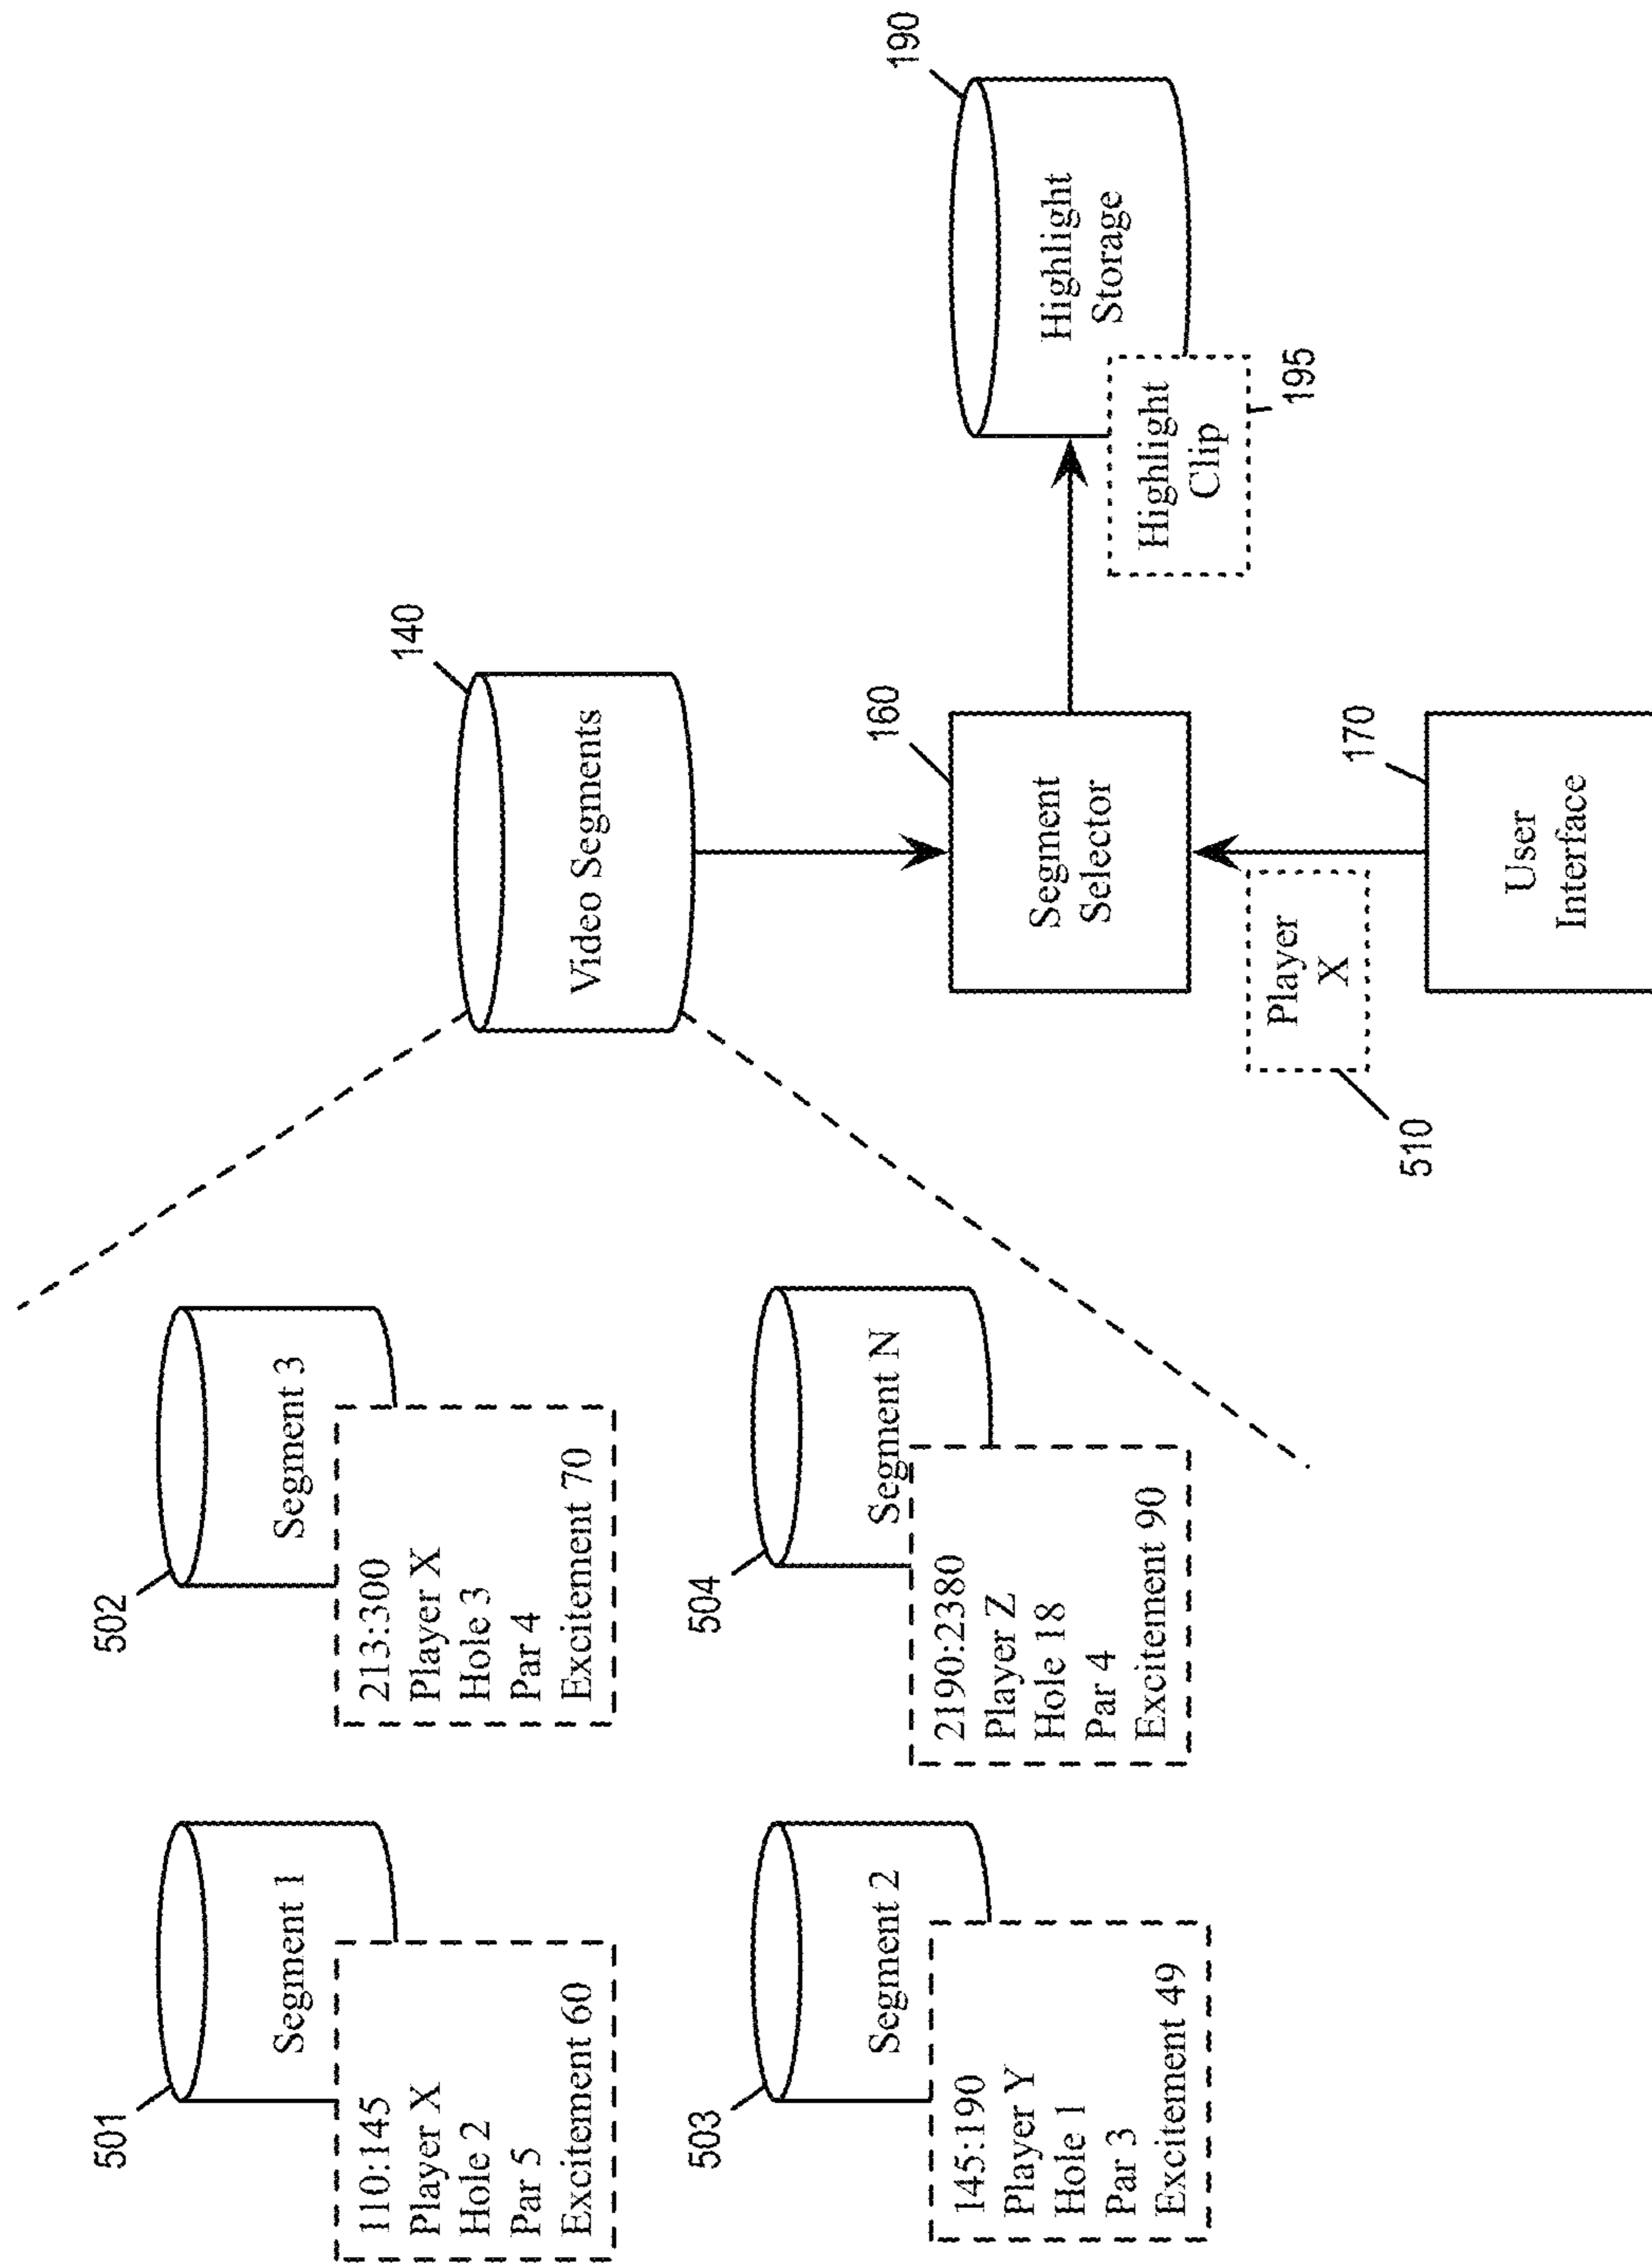 501
Segment 1
110:145
Player X
Hole 2
Par 5
Excitement 60
502
Segment 3
213:300
Player X
Hole 3
Par 4
Excitement 70
503
Segment 2
145:190
Player Y
Hole 1
Par 3
Excitement 49
504
Segment N
2190:2380
Player Z
Hole 18
Par 4
Excitement 90
140
Video Segments
160
Segment
Selector
510
Player
X
170
User
Interface
190
Highlight
Storage
Highlight
Clip
195